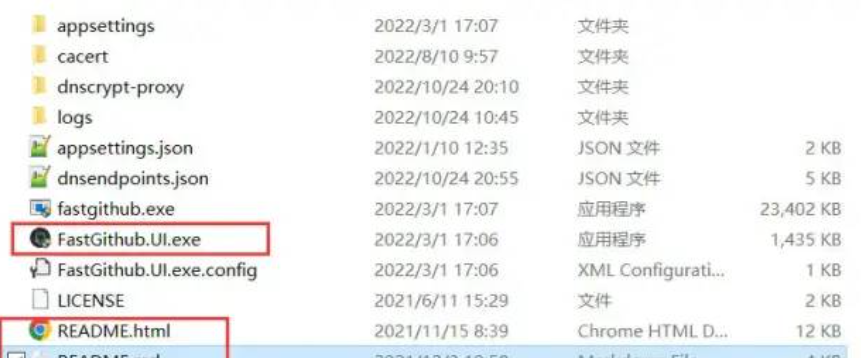 appsettings 2022/3/1 17:07 文件夹
cacert 2022/8/10 9:57 文件夹
dnscrypt-proxy 2022/10/24 20:10 文件夹
logs 2022/10/24 10:45 文件夹
appsettings.json 2022/1/10 12:35 JSON 文件 2 KB
dnsendpoints.json 2022/10/24 20:55 JSON 文件 5 KB
fastgithub.exe 2022/3/1 17:07 应用程序 23,402 KB
FastGithub.UI.exe 2022/3/1 17:06 应用程序 1,435 KB
FastGithub.UI.exe.config 2022/3/1 17:06 XML Configurati... 1 KB
LICENSE 2021/6/11 15:29 文件 2 KB
README.html 2021/11/15 8:39 Chrome HTML D... 12 KB